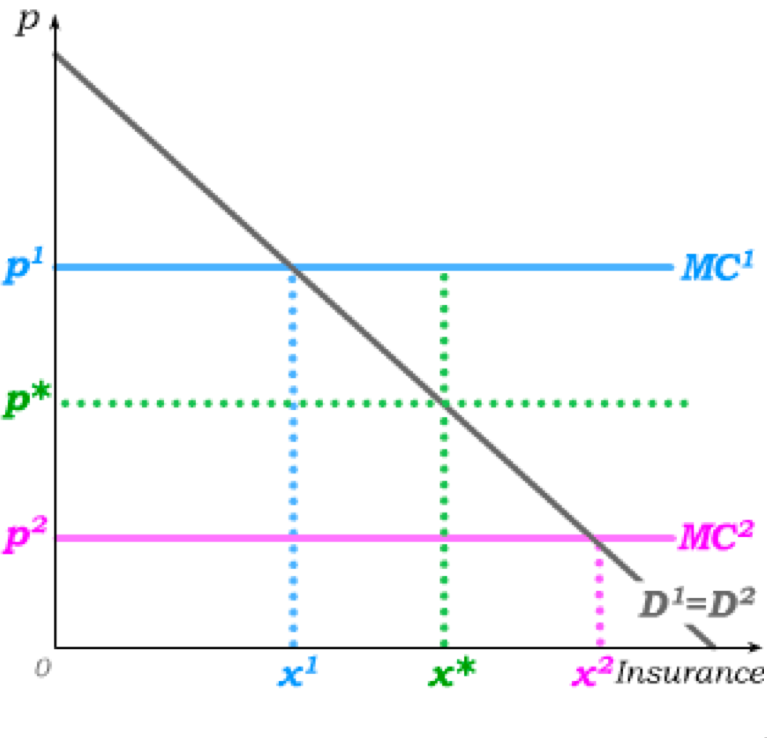 p
p¹
MC¹
p*
p²
MC²
D¹=D²
0
x¹
x*
x²
Insurance